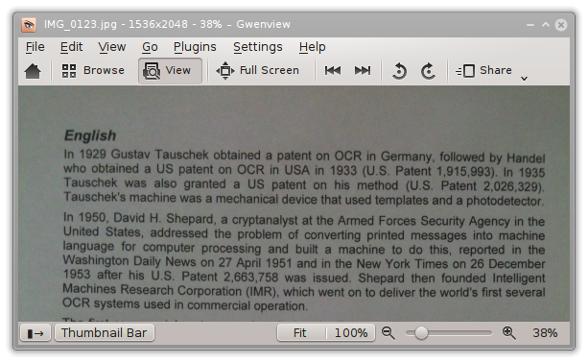 IMG_0123.jpg - 1536x2048 - 38% – Gwenview
File Edit View Go Plugins Settings Help
Browse View Full Screen Share
English
In 1929 Gustav Tauschek obtained a patent on OCR in Germany, followed by Handel
who obtained a US patent on OCR in USA in 1933 (U.S. Patent 1,915,993). In 1935
Tauschek was also granted a US patent on his method (U.S. Patent 2,026,329).
Tauschek's machine was a mechanical device that used templates and a photodetector.
In 1950, David H. Shepard, a cryptanalyst at the Armed Forces Security Agency in the
United States, addressed the problem of converting printed messages into machine
language for computer processing and built a machine to do this, reported in the
Washington Daily News on 27 April 1951 and in the New York Times on 26 December
1953 after his U.S. Patent 2,663,758 was issued. Shepard then founded Intelligent
Machines Research Corporation (IMR), which went on to deliver the world's first several
OCR systems used in commercial operation.
Thumbnail Bar Fit 100% 38%